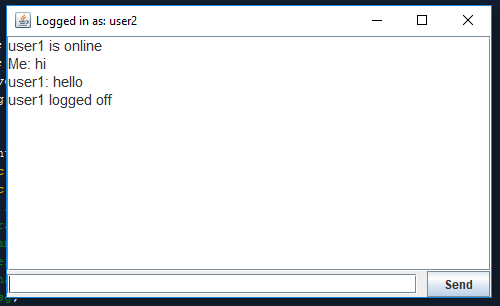 Logged in as: user2
user1 is online
Me: hi
user1: hello
user1 logged off
Send